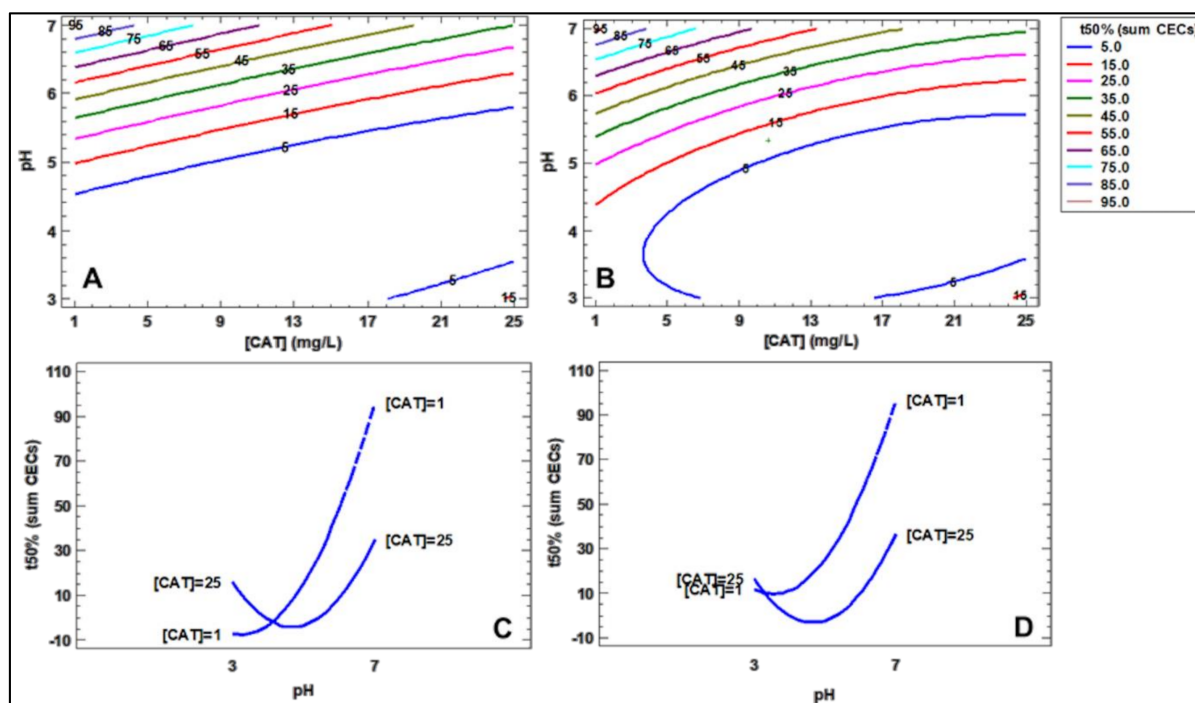 95
85
75
65
55
45
35
25
15
5
5
15
7
6
5
4
3
pH
A
1 5 9 13 17 21 25
[CAT] (mg/L)
95
85
75
65
55
45
35
25
15
5
5
15
7
6
5
4
3
pH
B
1 5 9 13 17 21 25
[CAT] (mg/L)
t50% (sum CECs)
5.0
15.0
25.0
35.0
45.0
55.0
65.0
75.0
85.0
95.0
110
90
70
50
30
10
-10
t50% (sum CECs)
[CAT]=1
[CAT]=25
[CAT]=25
[CAT]=1
C
3 7
pH
110
90
70
50
30
10
-10
t50% (sum CECs)
[CAT]=1
[CAT]=25
[CAT]=25
[CAT]=1
D
3 7
pH